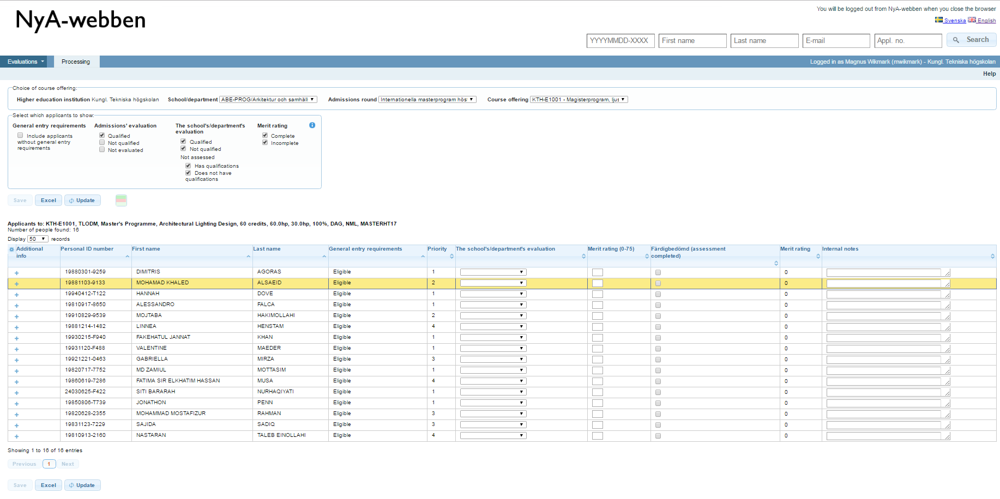 NyA-webben
You will be logged out from NyA-webben when you close the browser
Svenska English
YYYYMMDD-XXXX First name Last name E-mail Appl. no. Search
Evaluations Processing Logged in as Magnus Wikmark (mwikmark) - Kungl. Tekniska högskolan
Help
Choice of course offering:
Higher education institution Kungl. Tekniska högskolan School/department ABE-PROG/Arkitektur och samhäll Admissions round Internationella masterprogram hös Course offering KTH-E1001 - Magisterprogram, ljus
Select which applicants to show:
General entry requirements
Include applicants
without general entry
requirements
Admissions' evaluation
Qualified
Not qualified
Not evaluated
The school's/department's
evaluation
Qualified
Not qualified
Not assessed
Has qualifications
Does not have
qualifications
Merit rating
Complete
Incomplete
Save Excel Update
Applicants to: KTH-E1001, TLODM, Master's Programme, Architectural Lighting Design, 60 credits, 60.0hp, 30.0hp, 100%, DAG, NML, MASTERHT17
Number of people found: 16
Display 50 records
Additional info Personal ID number First name Last name General entry requirements Priority The school's/department's evaluation Merit rating (0-75) Färdigbedömd (assessment completed) Merit rating Internal notes
+ 19880301-9259 DIMITRIS AGORAS Eligible 1 0
+ 19881103-9133 MOHAMAD KHALED ALSAEID Eligible 2 0
+ 19940412-T122 HANNAH DOVE Eligible 1 0
+ 19810917-8650 ALESSANDRO FALCA Eligible 1 0
+ 19910829-9539 MOJTABA HAKIMOLLAHI Eligible 2 0
+ 19881214-1482 LINNEA HENSTAM Eligible 4 0
+ 19930215-F940 FAKEHATUL JANNAT KHAN Eligible 1 0
+ 19931120-F488 VALENTINE MAEDER Eligible 1 0
+ 19921221-0463 GABRIELLA MIRZA Eligible 3 0
+ 19820717-7752 MD ZAMIUL MOTTASIM Eligible 1 0
+ 19860619-7286 FATIMA SIR ELKHATIM HASSAN MUSA Eligible 4 0
+ 24030625-F422 SITI BARARAH NURHAQIYATI Eligible 1 0
+ 19850806-T739 JONATHON PENN Eligible 1 0
+ 19820628-2355 MOHAMMAD MOSTAFIZUR RAHMAN Eligible 3 0
+ 19831123-7229 SAJIDA SADIQ Eligible 3 0
+ 19810913-2160 NASTARAN TALEB EINOLLAHI Eligible 4 0
Showing 1 to 16 of 16 entries
Previous 1 Next
Save Excel Update